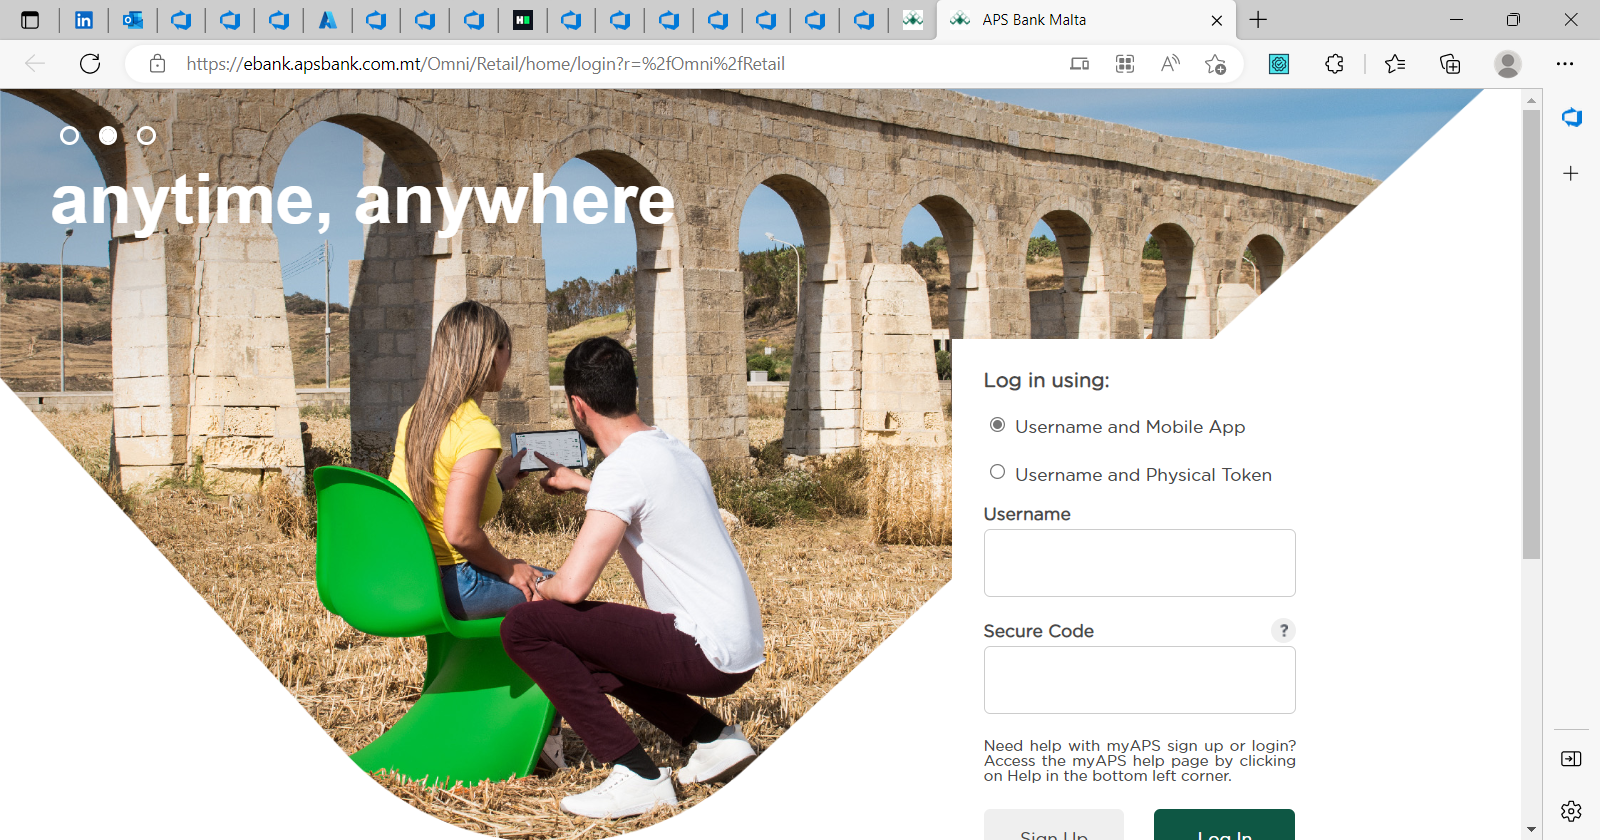 APS Bank Malta
https://ebank.apsbank.com.mt/Omni/Retail/home/login?r=%2fOmni%2fRetail
anytime, anywhere
Log in using:
Username and Mobile App
Username and Physical Token
Username
Secure Code
?
Need help with myAPS sign up or login?
Access the myAPS help page by clicking
on Help in the bottom left corner.
Sign Up
Log In